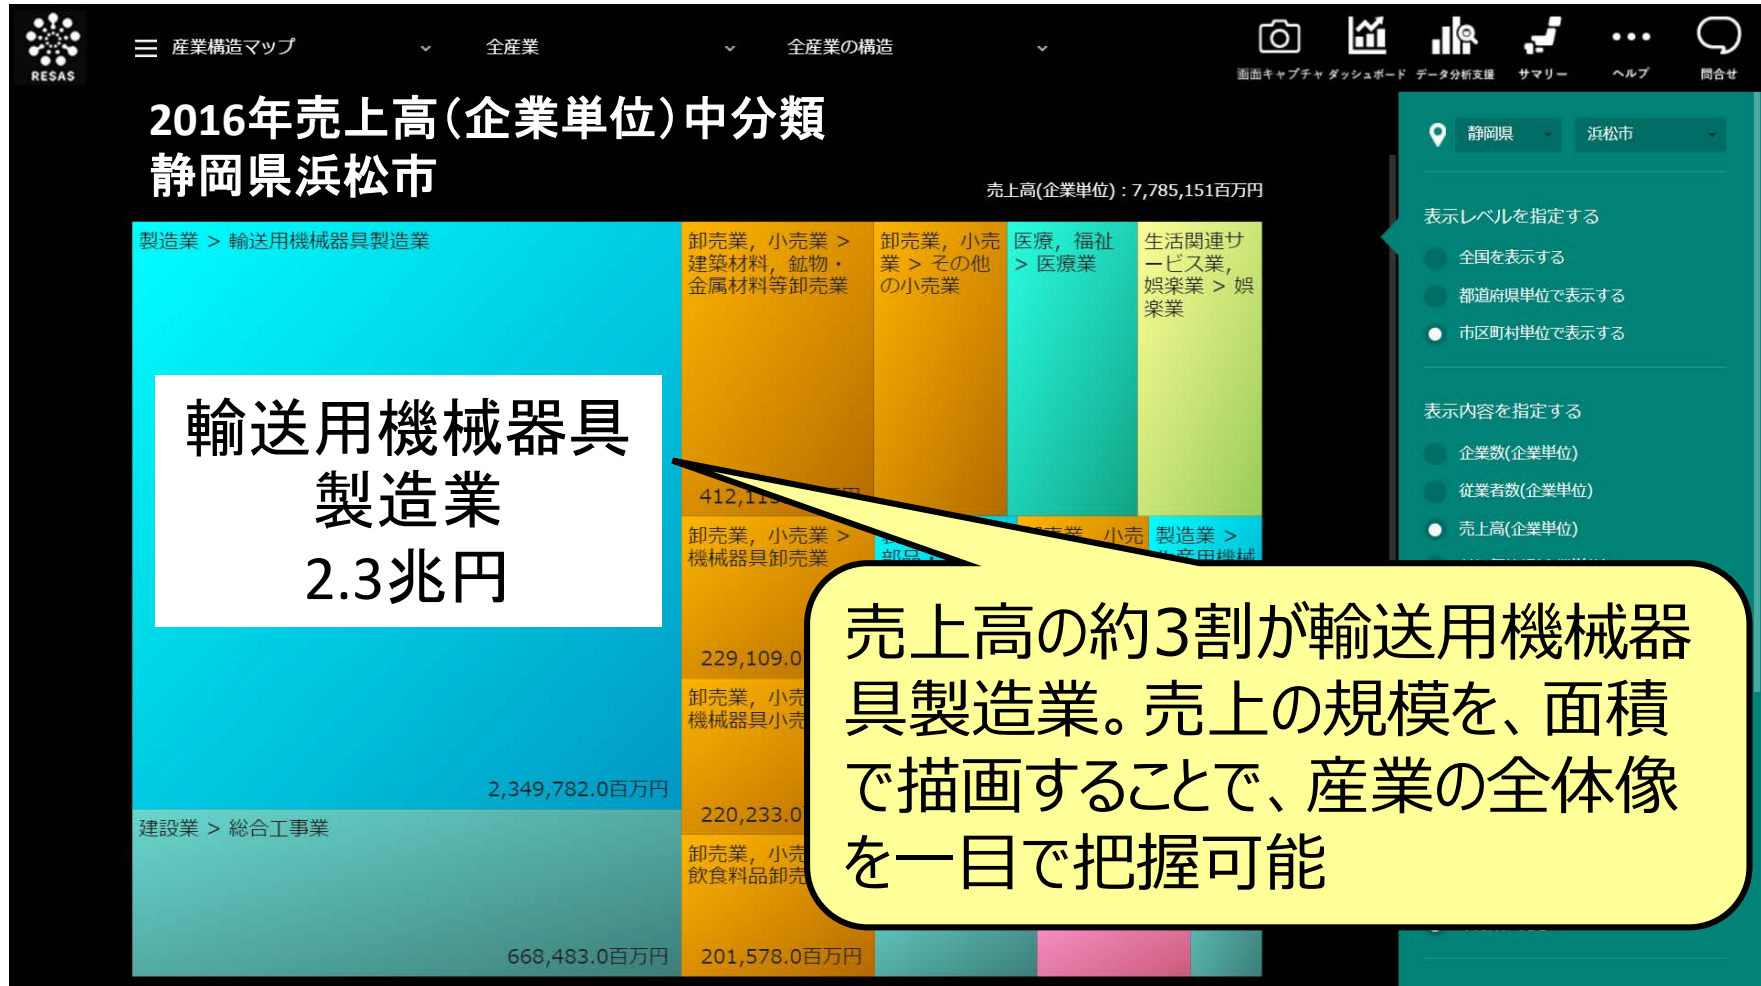 RESAS
産業構造マップ
全産業
全産業の構造
画面キャプチャ
ダッシュボード
データ分析支援
サマリー
ヘルプ
問合せ
2016年売上高（企業単位）中分類
静岡県浜松市
売上高(企業単位)：7,785,151百万円
製造業 > 輸送用機械器具製造業
輸送用機械器具
製造業
2.3兆円
2,349,782.0百万円
建設業 > 総合工事業
668,483.0百万円
卸売業，小売業 >
建築材料，鉱物・
金属材料等卸売業
卸売業，小売
業 > その他
の小売業
医療，福祉
> 医療業
生活関連サ
ービス業，
娯楽業 > 娯
楽業
卸売業，小売業 >
機械器具卸売業
229,109.0
小売
製造業 >
生産用機械
卸売業，小売
機械器具小売
220,233.0
卸売業，小売
飲食料品卸売
201,578.0百万円
売上高の約3割が輸送用機械器
具製造業。売上の規模を、面積
で描画することで、産業の全体像
を一目で把握可能
静岡県
浜松市
表示レベルを指定する
全国を表示する
都道府県単位で表示する
市区町村単位で表示する
表示内容を指定する
企業数(企業単位)
従業者数(企業単位)
売上高(企業単位)